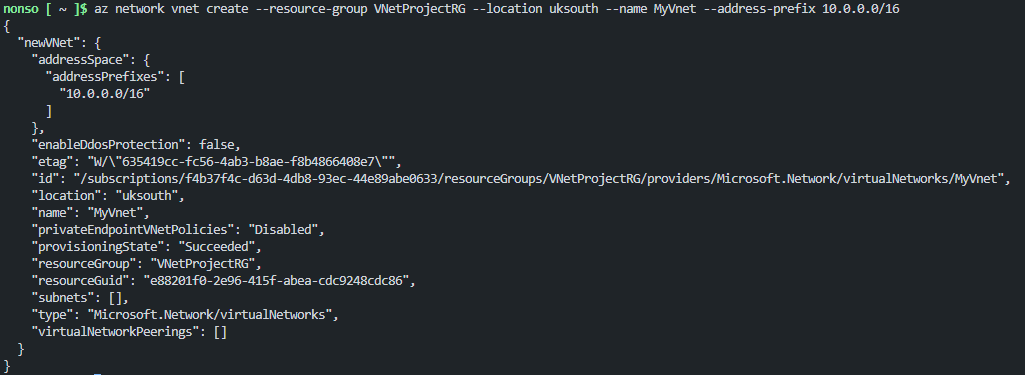 nonso [ ~ ]$ az network vnet create --resource-group VNetProjectRG --location uksouth --name MyVnet --address-prefix 10.0.0.0/16
{
  "newVNet": {
    "addressSpace": {
      "addressPrefixes": [
        "10.0.0.0/16"
      ]
    },
    "enableDdosProtection": false,
    "etag": "W/\"635419cc-fc56-4ab3-b8ae-f8b4866408e7\"",
    "id": "/subscriptions/f4b37f4c-d63d-4db8-93ec-44e89abe0633/resourceGroups/VNetProjectRG/providers/Microsoft.Network/virtualNetworks/MyVnet",
    "location": "uksouth",
    "name": "MyVnet",
    "privateEndpointVNetPolicies": "Disabled",
    "provisioningState": "Succeeded",
    "resourceGroup": "VNetProjectRG",
    "resourceGuid": "e88201f0-2e96-415f-abea-cdc9248cdc86",
    "subnets": [],
    "type": "Microsoft.Network/virtualNetworks",
    "virtualNetworkPeerings": []
  }
}